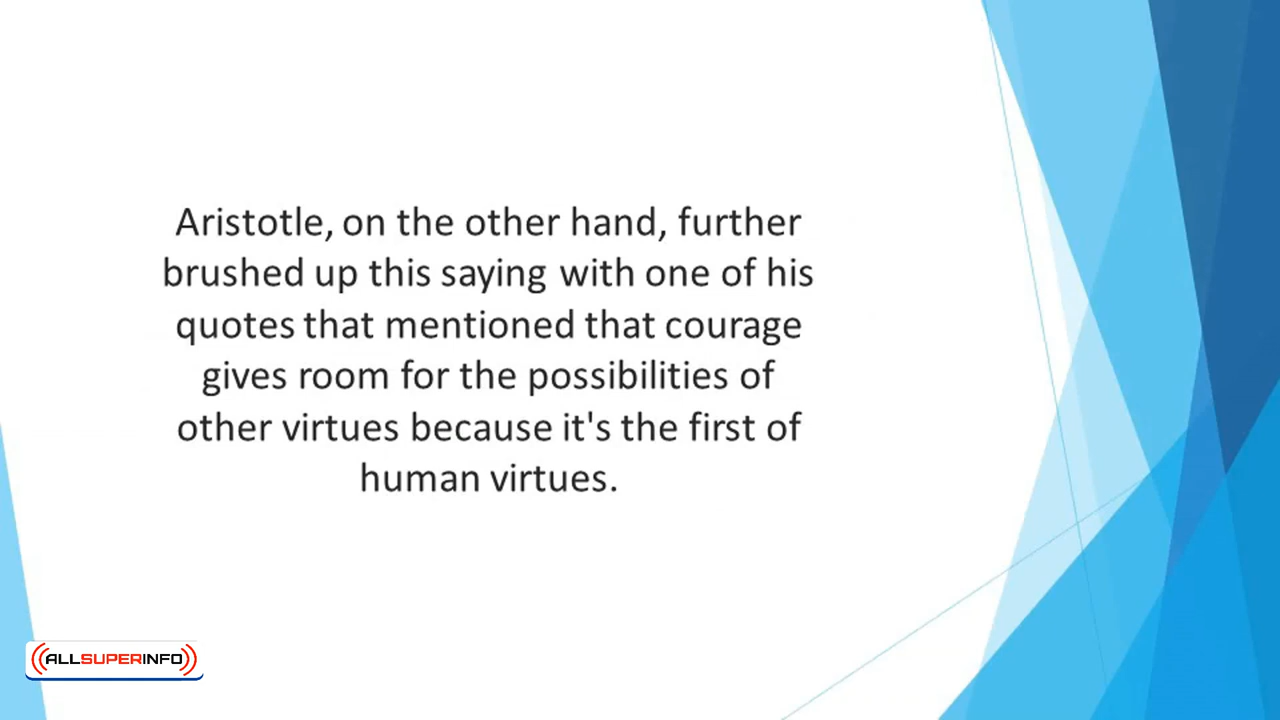 Aristotle, on the other hand, further
brushed up this saying with one of his
quotes that mentioned that courage
gives room for the possibilities of
other virtues because it's the first of
human virtues.
ALLSUPERINFO